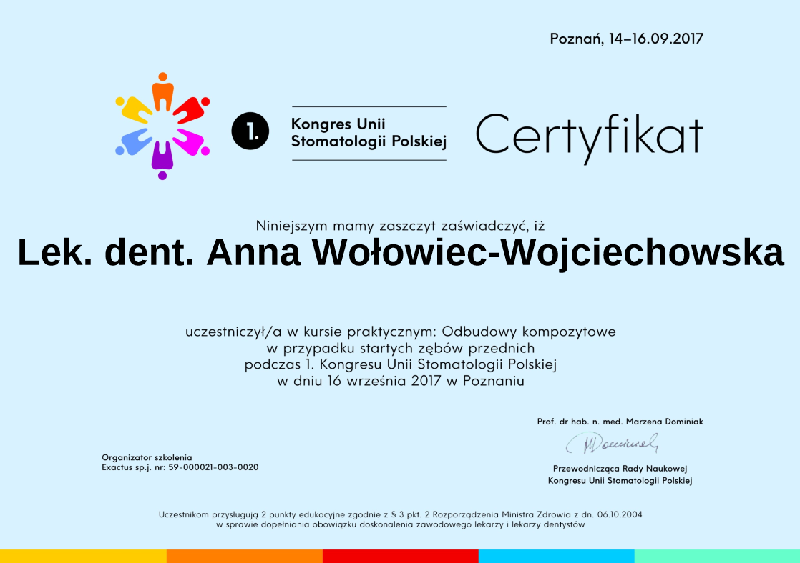 Poznań, 14–16.09.2017
1.
Kongres Unii
Stomatologii Polskiej
Certyfikat
Niniejszym mamy zaszczyt zaświadczyć, iż
Lek. dent. Anna Wołowiec-Wojciechowska
uczestniczył/a w kursie praktycznym: Odbudowy kompozytowe
w przypadku startych zębów przednich
podczas 1. Kongresu Unii Stomatologii Polskiej
w dniu 16 września 2017 w Poznaniu
Prof. dr hab. n. med. Marzena Dominiak
Przewodnicząca Rady Naukowej
Kongresu Unii Stomatologii Polskiej
Organizator szkolenia
Exactus sp.j. nr: 59-000021-003-0020
Uczestnikom przysługują 2 punkty edukacyjne zgodnie z § 3 pkt. 2 Rozporządzenia Ministra Zdrowia z dn. 06.10.2004
w sprawie dopełniania obowiązku doskonalenia zawodowego lekarzy i lekarzy dentystów